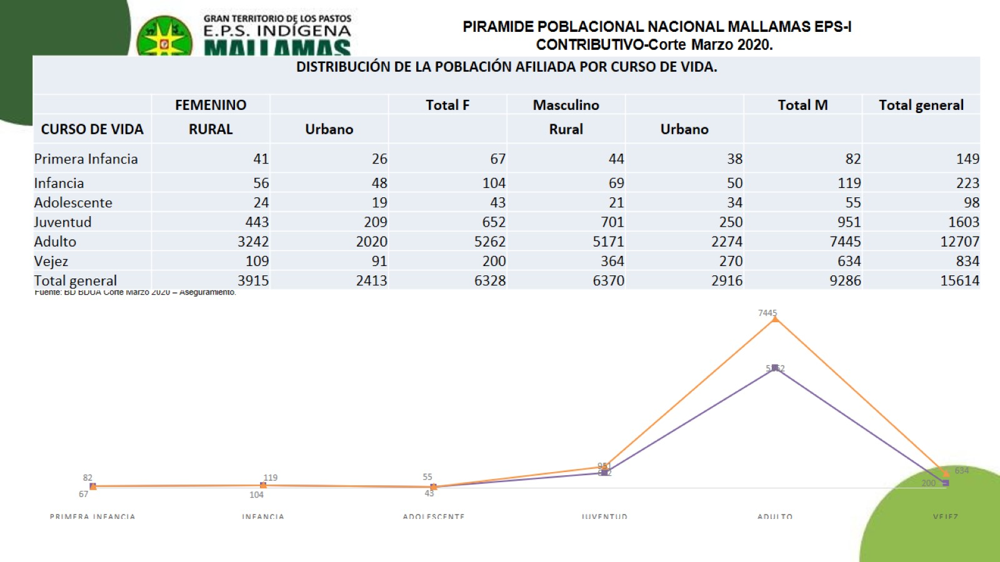 GRAN TERRITORIO DE LOS PASTOS
E.P.S. INDÍGENA
MALLAMAS
PIRAMIDE POBLACIONAL NACIONAL MALLAMAS EPS-I
CONTRIBUTIVO-Corte Marzo 2020.
DISTRIBUCIÓN DE LA POBLACIÓN AFILIADA POR CURSO DE VIDA.
FEMENINO Total F Masculino Total M Total general
CURSO DE VIDA RURAL Urbano Rural Urbano
Primera Infancia 41 26 67 44 38 82 149
Infancia 56 48 104 69 50 119 223
Adolescente 24 19 43 21 34 55 98
Juventud 443 209 652 701 250 951 1603
Adulto 3242 2020 5262 5171 2274 7445 12707
Vejez 109 91 200 364 270 634 834
Total general 3915 2413 6328 6370 2916 9286 15614
Fuente: BD BDUA Corte Marzo 2020 – Aseguramiento.
7445
5262
951
652
634
200
82
119
55
67
104
43
PRIMERA INFANCIA INFANCIA ADOLESCENTE JUVENTUD ADULTO VEJEZ